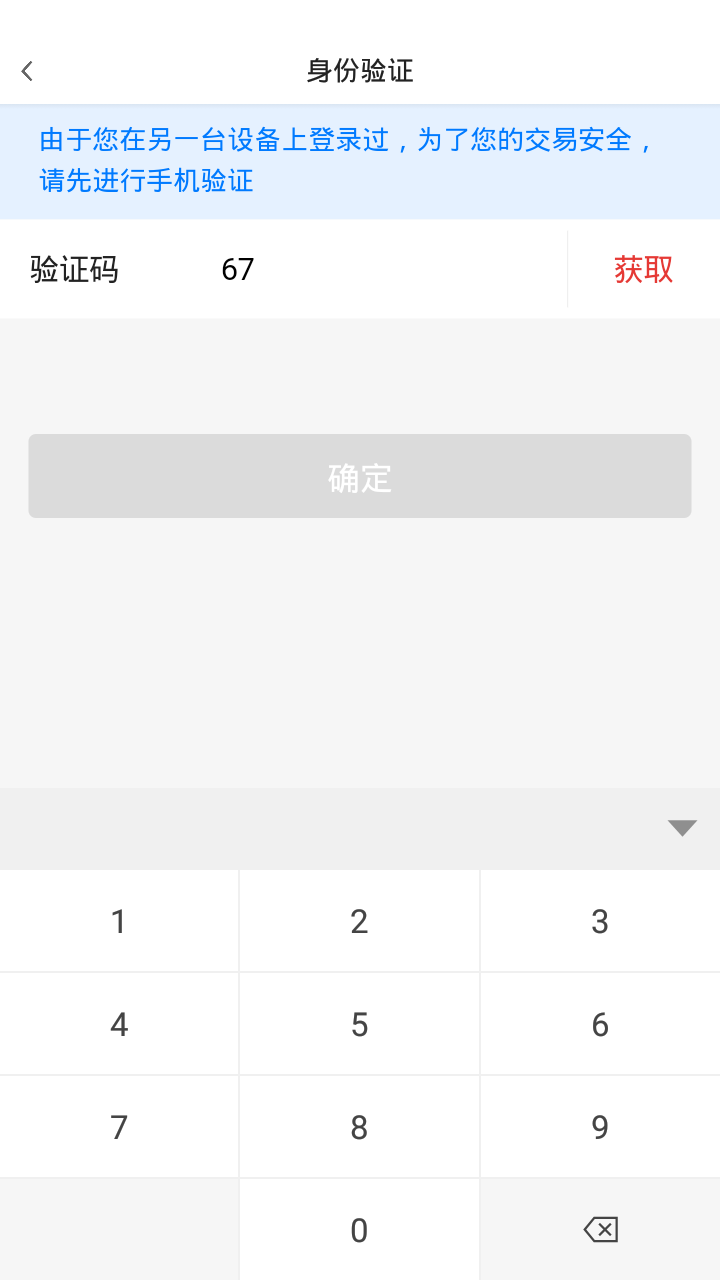 身份验证
由于您在另一台设备上登录过，为了您的交易安全，
请先进行手机验证
验证码 67 获取
确定
1 2 3
4 5 6
7 8 9
0